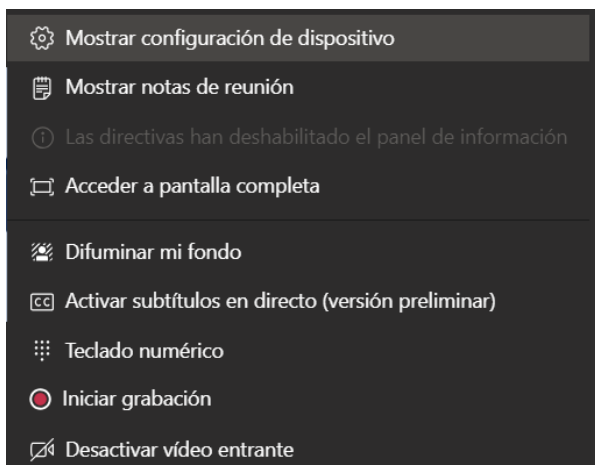 Mostrar configuración de dispositivo
Mostrar notas de reunión
Las directivas han deshabilitado el panel de información
Acceder a pantalla completa
Difuminar mi fondo
CC Activar subtítulos en directo (versión preliminar)
Teclado numérico
Iniciar grabación
Desactivar vídeo entrante